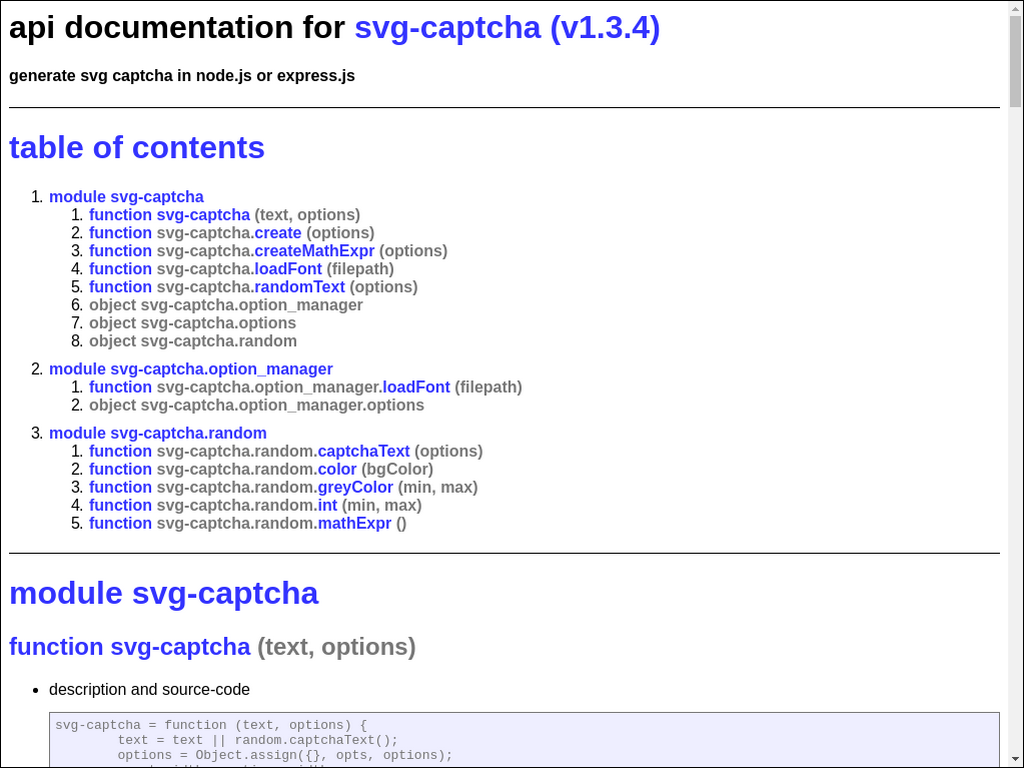 api documentation for svg-captcha (v1.3.4)
generate svg captcha in node.js or express.js
table of contents
1. module svg-captcha
1. function svg-captcha (text, options)
2. function svg-captcha.create (options)
3. function svg-captcha.createMathExpr (options)
4. function svg-captcha.loadFont (filepath)
5. function svg-captcha.randomText (options)
6. object svg-captcha.option_manager
7. object svg-captcha.options
8. object svg-captcha.random
2. module svg-captcha.option_manager
1. function svg-captcha.option_manager.loadFont (filepath)
2. object svg-captcha.option_manager.options
3. module svg-captcha.random
1. function svg-captcha.random.captchaText (options)
2. function svg-captcha.random.color (bgColor)
3. function svg-captcha.random.greyColor (min, max)
4. function svg-captcha.random.int (min, max)
5. function svg-captcha.random.mathExpr ()
module svg-captcha
function svg-captcha (text, options)
• description and source-code
svg-captcha = function (text, options) {
text = text || random.captchaText();
options = Object.assign({}, opts, options);